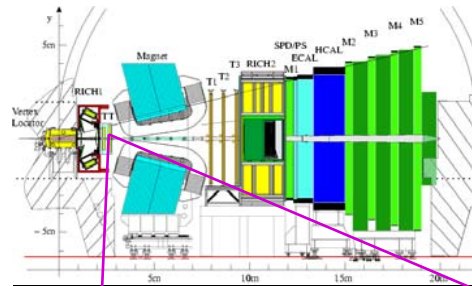 y
5m
Magnet
SPD/PS
HCAL
ECAL
M1
M2
M3
M4
M5
T1
T2
T3
RICH2
RICH1
TT
Vertex
Locator
– 5m
5m
10m
15m
20m